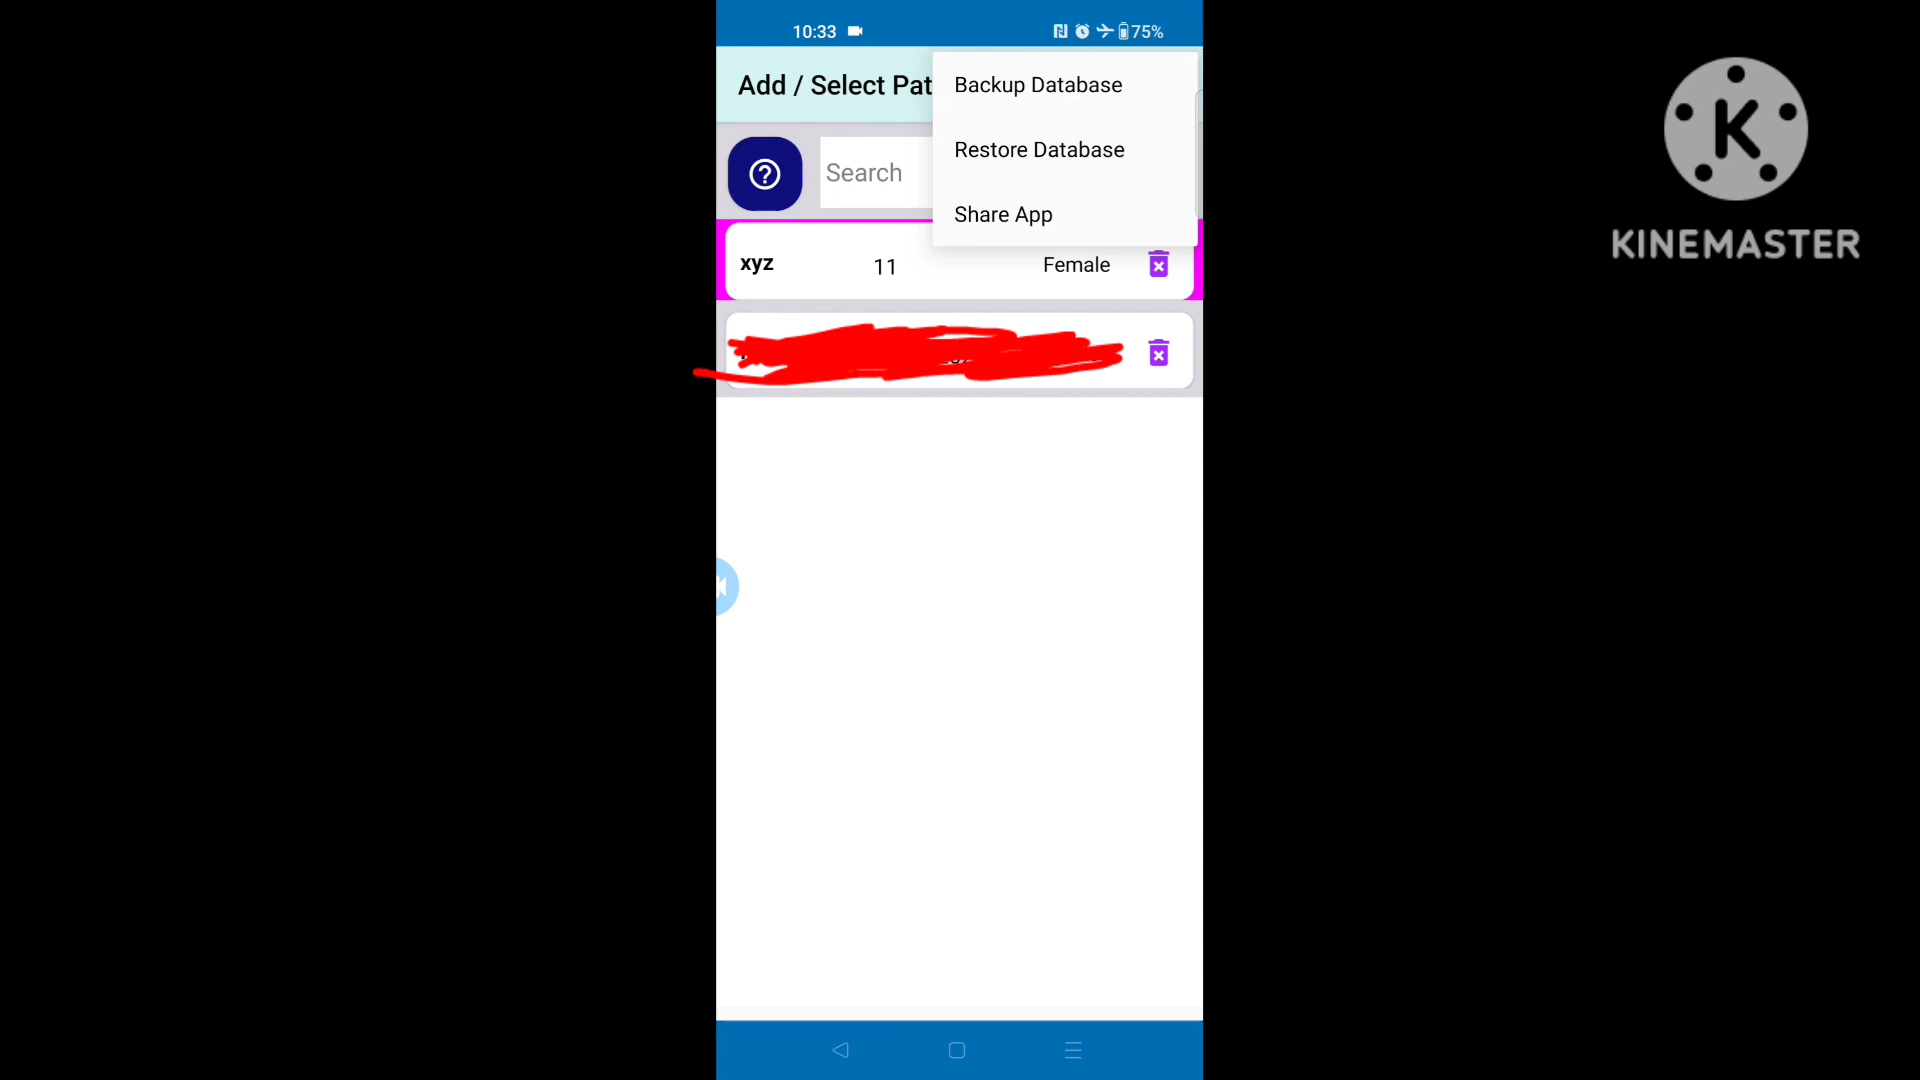 10:33 75%
Add / Select Pat
Backup Database
Restore Database
Share App
Search
xyz 11 Female
K
KINEMASTER